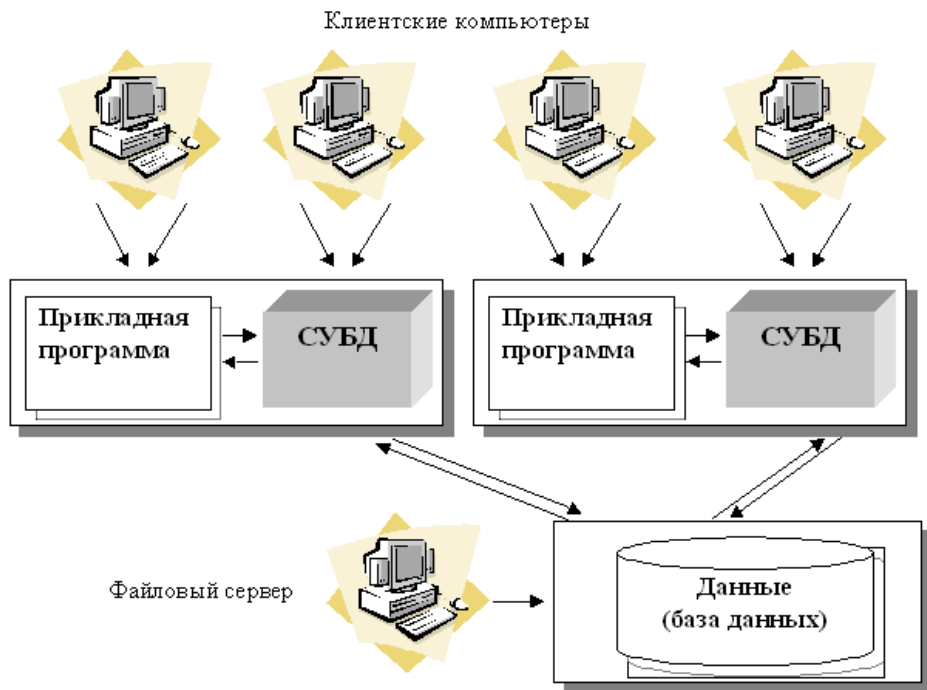 Клиентские компьютеры
Прикладная
программа
СУБД
Прикладная
программа
СУБД
Файловый сервер
Данные
(база данных)